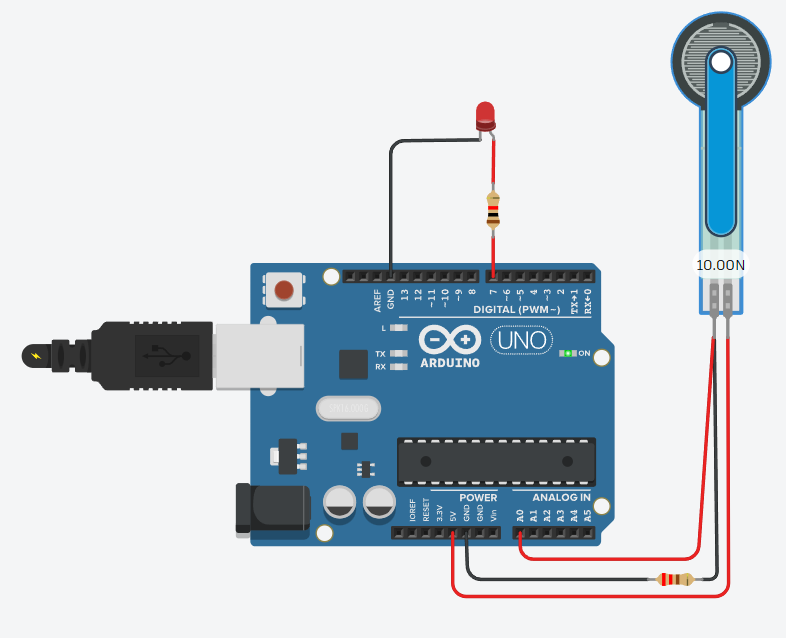 10.00N
AREF
GND
13
12
~11
~10
~9
8
7
~6
~5
4
~3
2
TX→1
RX←0
DIGITAL (PWM~)
L
TX
RX
ARDUINO
UNO
ON
POWER
ANALOG IN
IOREF
RESET
3.3V
5V
GND
GND
Vin
A0
A1
A2
A3
A4
A5